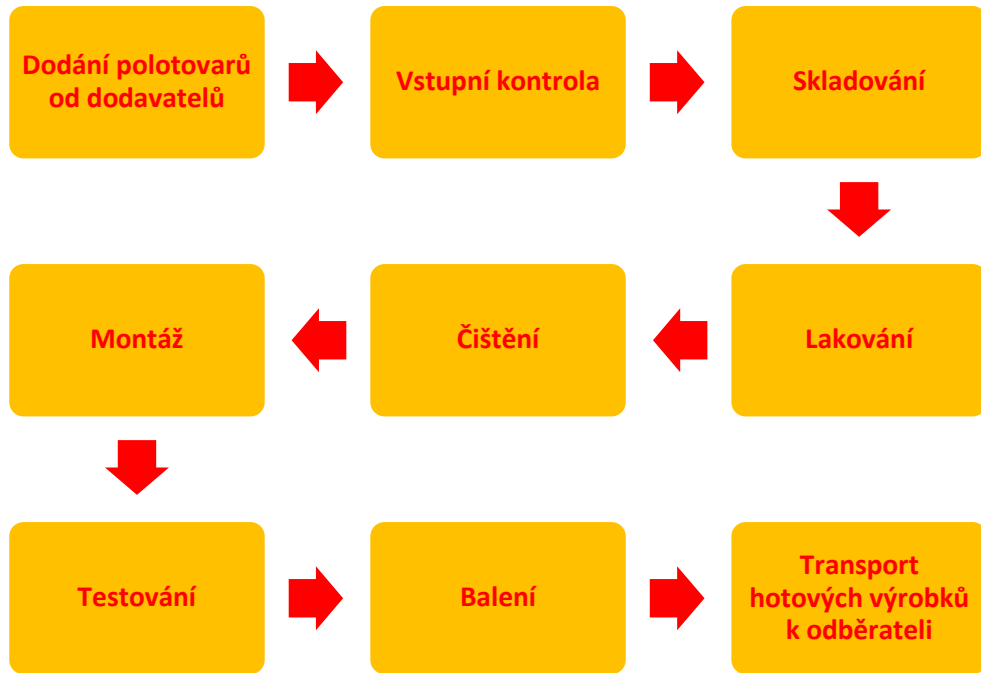 Dodání polotovarů
od dodavatelů
Vstupní kontrola
Skladování
Lakování
Čištění
Montáž
Testování
Balení
Transport
hotových výrobků
k odběrateli